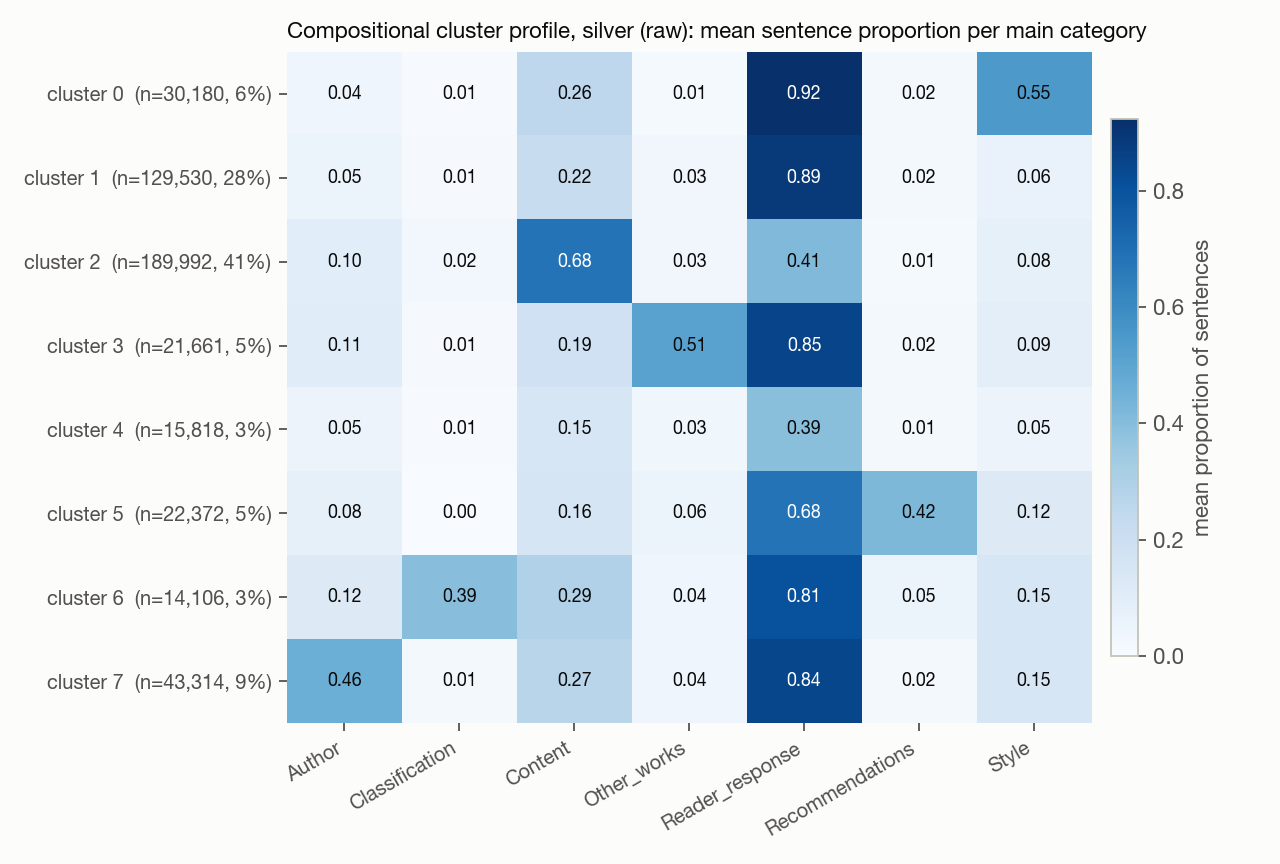 Compositional cluster profile, silver (raw): mean sentence proportion per main category
cluster 0 (n=30,180, 6%) 0.04 0.01 0.26 0.01 0.92 0.02 0.55
cluster 1 (n=129,530, 28%) 0.05 0.01 0.22 0.03 0.89 0.02 0.06
cluster 2 (n=189,992, 41%) 0.10 0.02 0.68 0.03 0.41 0.01 0.08
cluster 3 (n=21,661, 5%) 0.11 0.01 0.19 0.51 0.85 0.02 0.09
cluster 4 (n=15,818, 3%) 0.05 0.01 0.15 0.03 0.39 0.01 0.05
cluster 5 (n=22,372, 5%) 0.08 0.00 0.16 0.06 0.68 0.42 0.12
cluster 6 (n=14,106, 3%) 0.12 0.39 0.29 0.04 0.81 0.05 0.15
cluster 7 (n=43,314, 9%) 0.46 0.01 0.27 0.04 0.84 0.02 0.15
Author Classification Content Other_works Reader_response Recommendations Style
0.8
0.6
0.4
0.2
0.0
mean proportion of sentences